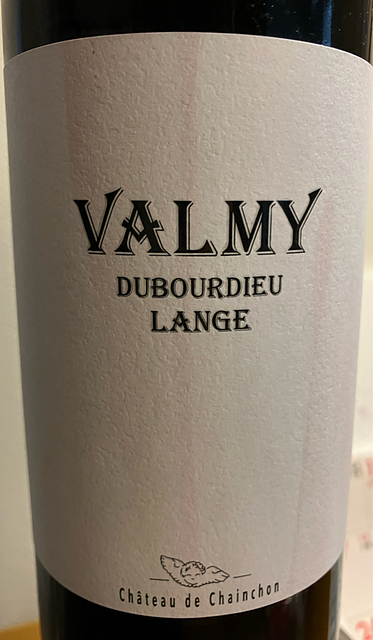 VALMY
DUBOURDIEU
LANGE
Château de Chainchon